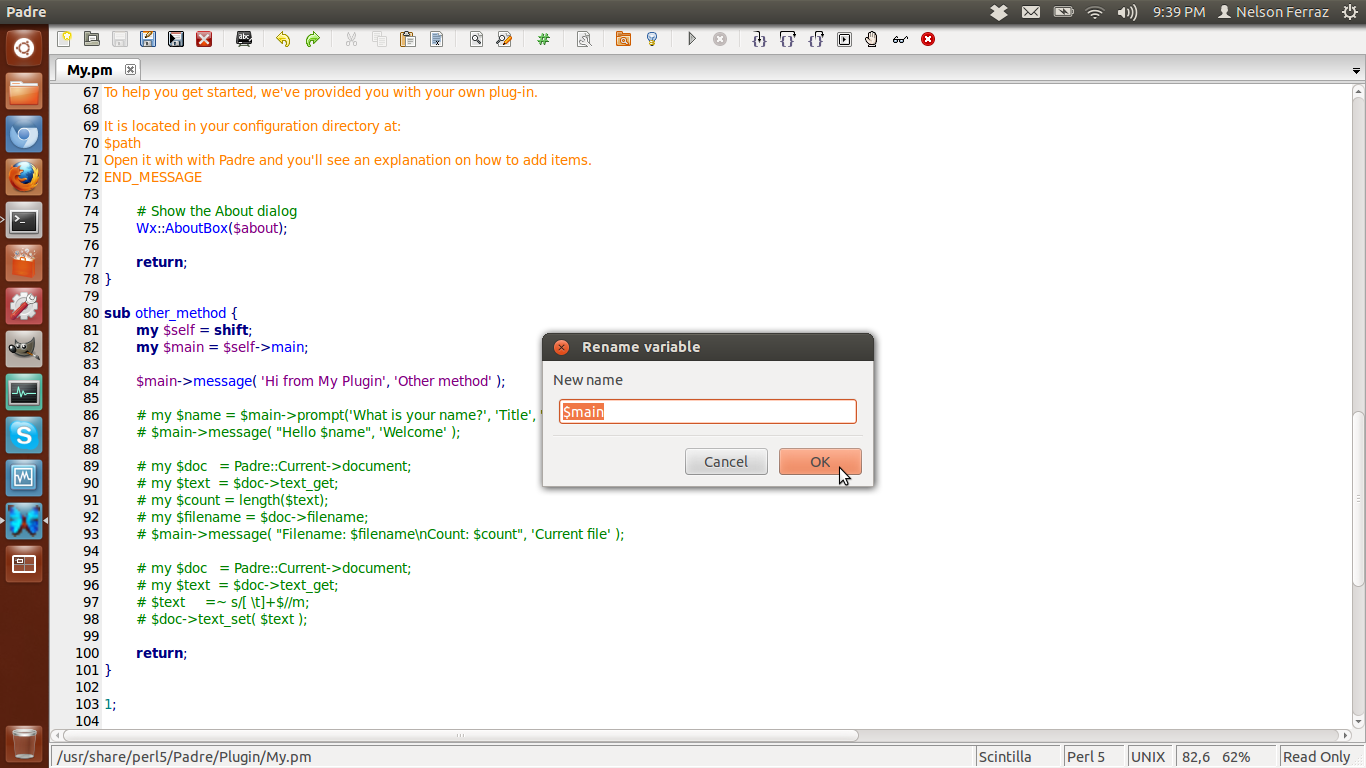 Padre
9:39 PM
Nelson Ferraz
My.pm
67 To help you get started, we've provided you with your own plug-in.
68
69 It is located in your configuration directory at:
70 $path
71 Open it with with Padre and you'll see an explanation on how to add items.
72 END_MESSAGE
73
74 # Show the About dialog
75 Wx::AboutBox($about);
76
77 return;
78 }
79
80 sub other_method {
81 my $self = shift;
82 my $main = $self->main;
83
84 $main->message( 'Hi from My Plugin', 'Other method' );
85
86 # my $name = $main->prompt('What is your name?', 'Title', '
87 # $main->message( "Hello $name", 'Welcome' );
88
89 # my $doc   = Padre::Current->document;
90 # my $text  = $doc->text_get;
91 # my $count = length($text);
92 # my $filename = $doc->filename;
93 # $main->message( "Filename: $filename\nCount: $count", 'Current file' );
94
95 # my $doc   = Padre::Current->document;
96 # my $text  = $doc->text_get;
97 # $text     =~ s/[ \t]+$//m;
98 # $doc->text_set( $text );
99
100 return;
101 }
102
103 1;
104
Rename variable
New name
$main
Cancel
OK
/usr/share/perl5/Padre/Plugin/My.pm
Scintilla
Perl 5
UNIX
82,6 62%
Read Only